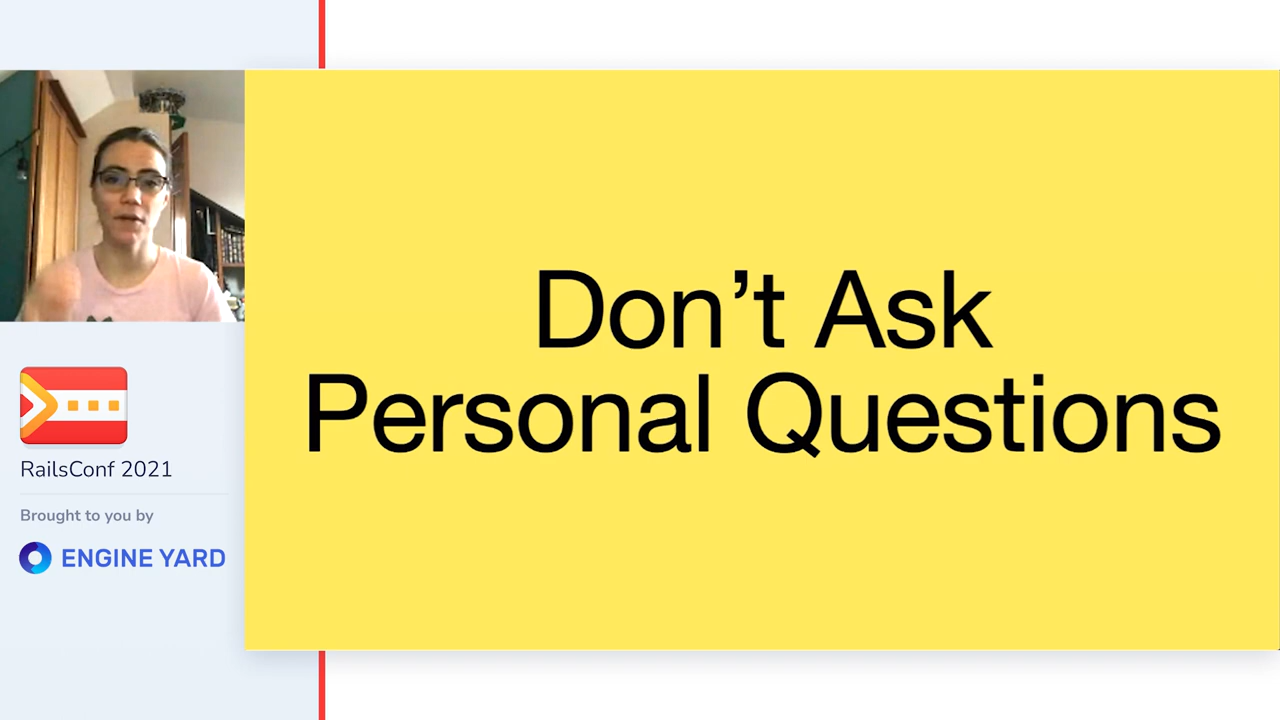 Don’t Ask
Personal Questions
RailsConf 2021
Brought to you by
ENGINE YARD